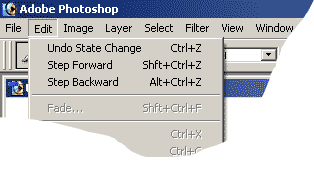 Adobe Photoshop
File Edit Image Layer Select Filter View Window
Undo State Change Ctrl+Z
Step Forward Shft+Ctrl+Z
Step Backward Alt+Ctrl+Z
Fade... Shft+Ctrl+F
Ctrl+X
Ctrl+C